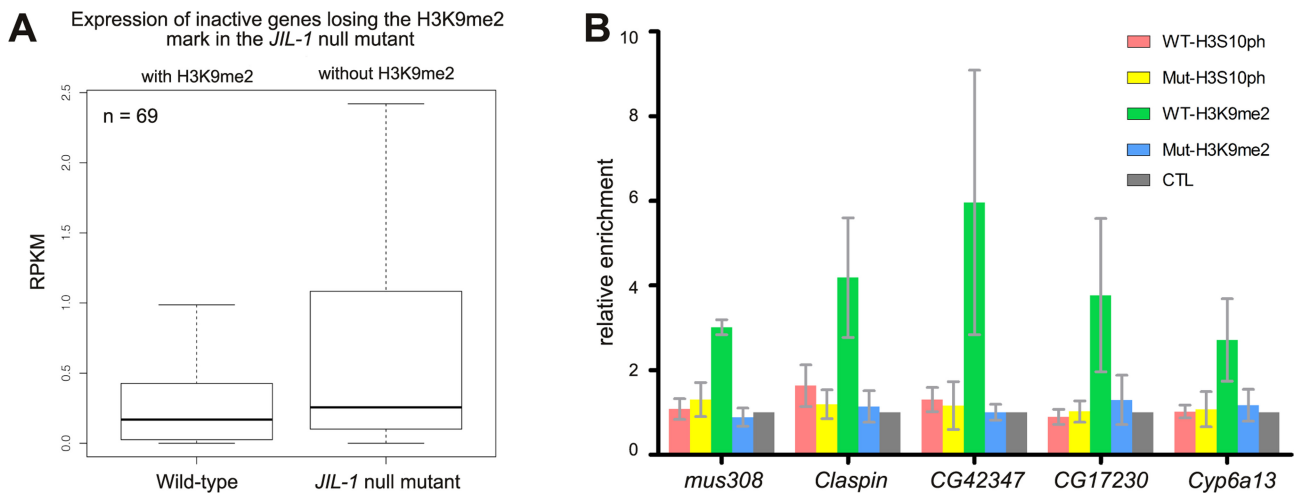 A
Expression of inactive genes losing the H3K9me2
mark in the JIL-1 null mutant
with H3K9me2
without H3K9me2
n = 69
RPKM
2.5
2.0
1.5
1.0
0.5
0.0
Wild-type
JIL-1 null mutant
B
relative enrichment
10
8
6
4
2
0
WT-H3S10ph
Mut-H3S10ph
WT-H3K9me2
Mut-H3K9me2
CTL
mus308
Claspin
CG42347
CG17230
Cyp6a13